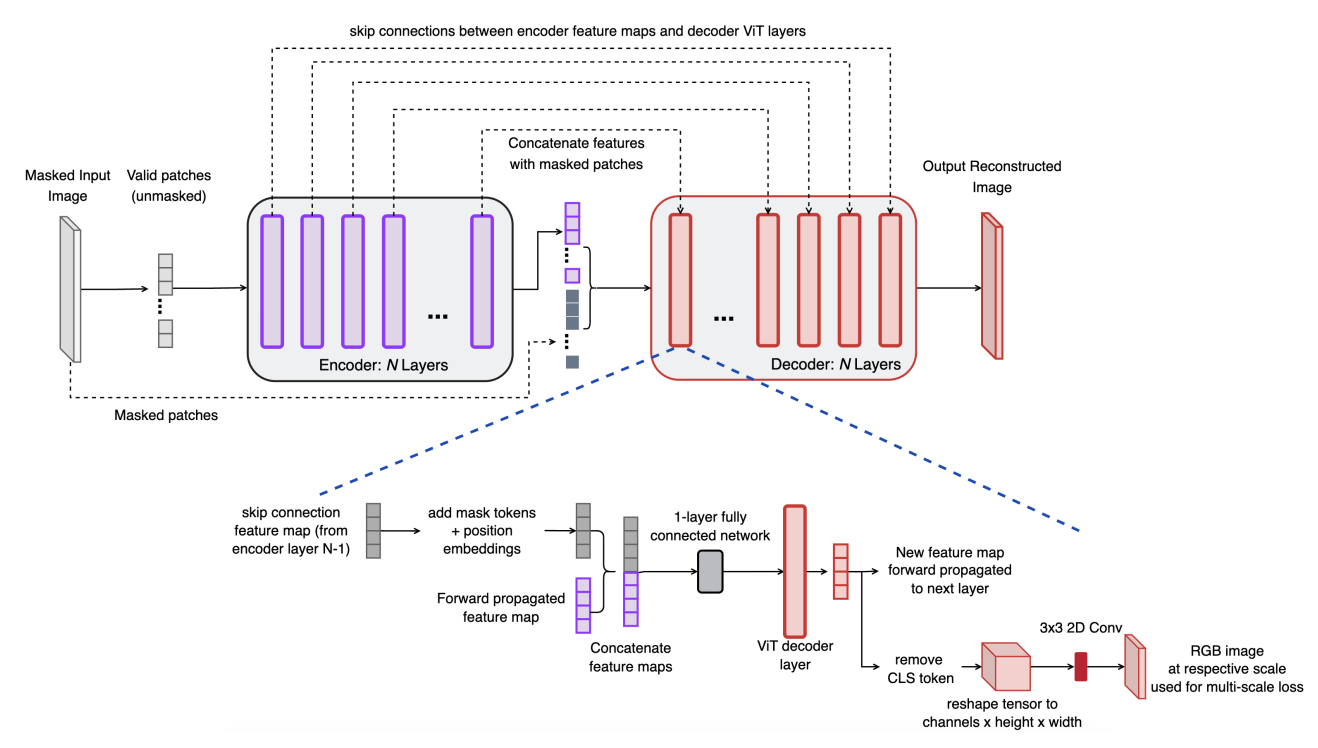 skip connections between encoder feature maps and decoder ViT layers
Concatenate features
with masked patches
Masked Input
Image
Valid patches
(unmasked)
Output Reconstructed
Image
...
...
Encoder: N Layers
Decoder: N Layers
Masked patches
skip connection
feature map (from
encoder layer N-1)
add mask tokens
+ position
embeddings
1-layer fully
connected network
New feature map
forward propagated
to next layer
Forward propagated
feature map
Concatenate
feature maps
ViT decoder
layer
remove
CLS token
3x3 2D Conv
RGB image
at respective scale
used for multi-scale loss
reshape tensor to
channels x height x width